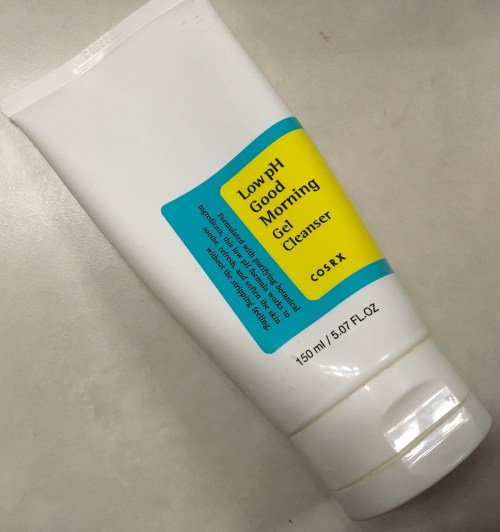 Low pH
Good
Morning
Gel
Cleanser
COSRX
Formulated with purifying botanical
ingredients, this low pH formula works to
soothe, refresh, and soften the skin
without the stripping feeling.
150 ml / 5.07 FL.OZ